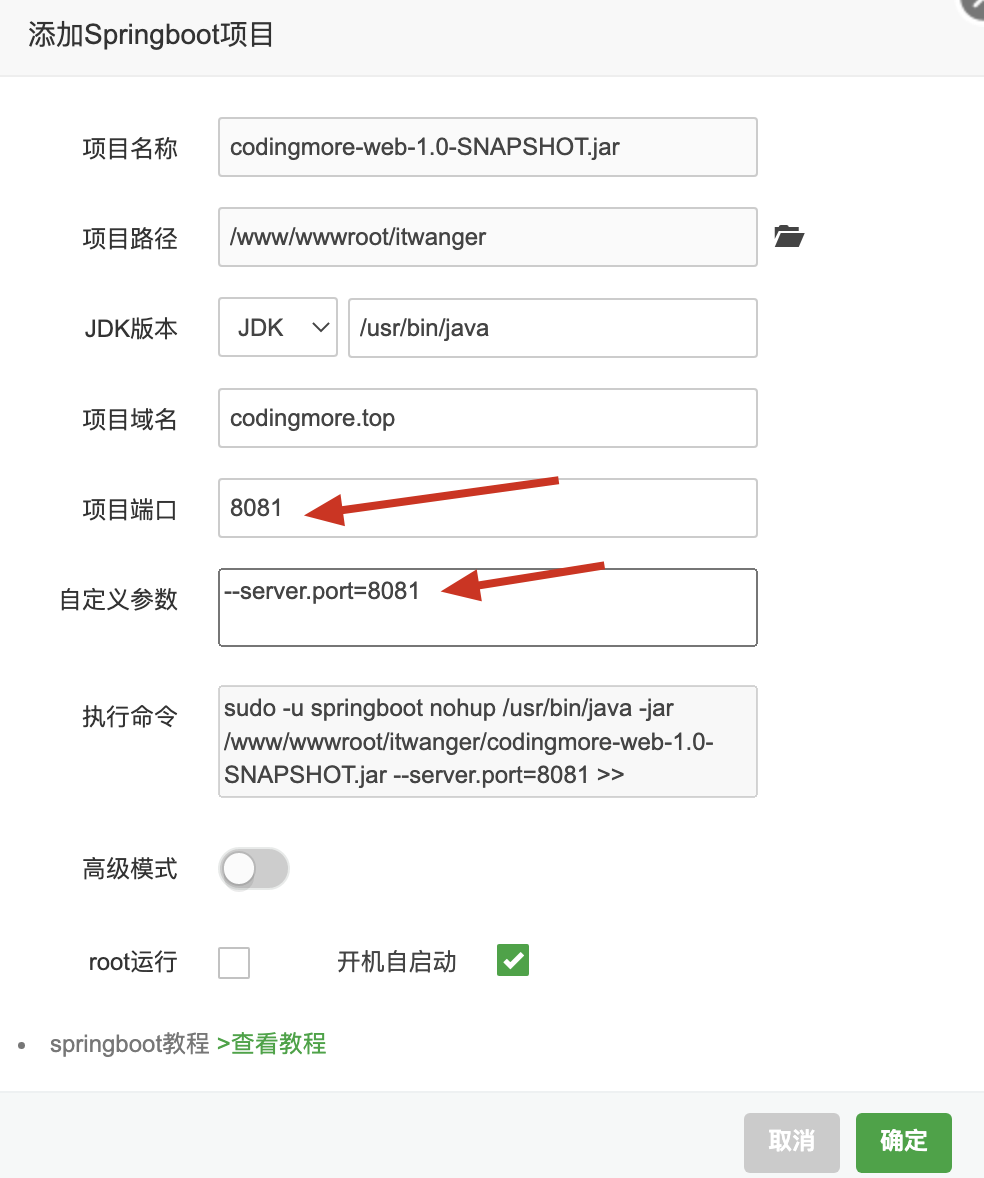 添加Springboot项目
项目名称 codingmore-web-1.0-SNAPSHOT.jar
项目路径 /www/wwwroot/itwanger
JDK版本 JDK /usr/bin/java
项目域名 codingmore.top
项目端口 8081
自定义参数 --server.port=8081
执行命令 sudo -u springboot nohup /usr/bin/java -jar
/www/wwwroot/itwanger/codingmore-web-1.0-
SNAPSHOT.jar --server.port=8081 >>
高级模式
root运行 开机自启动
springboot教程 >查看教程
取消 确定